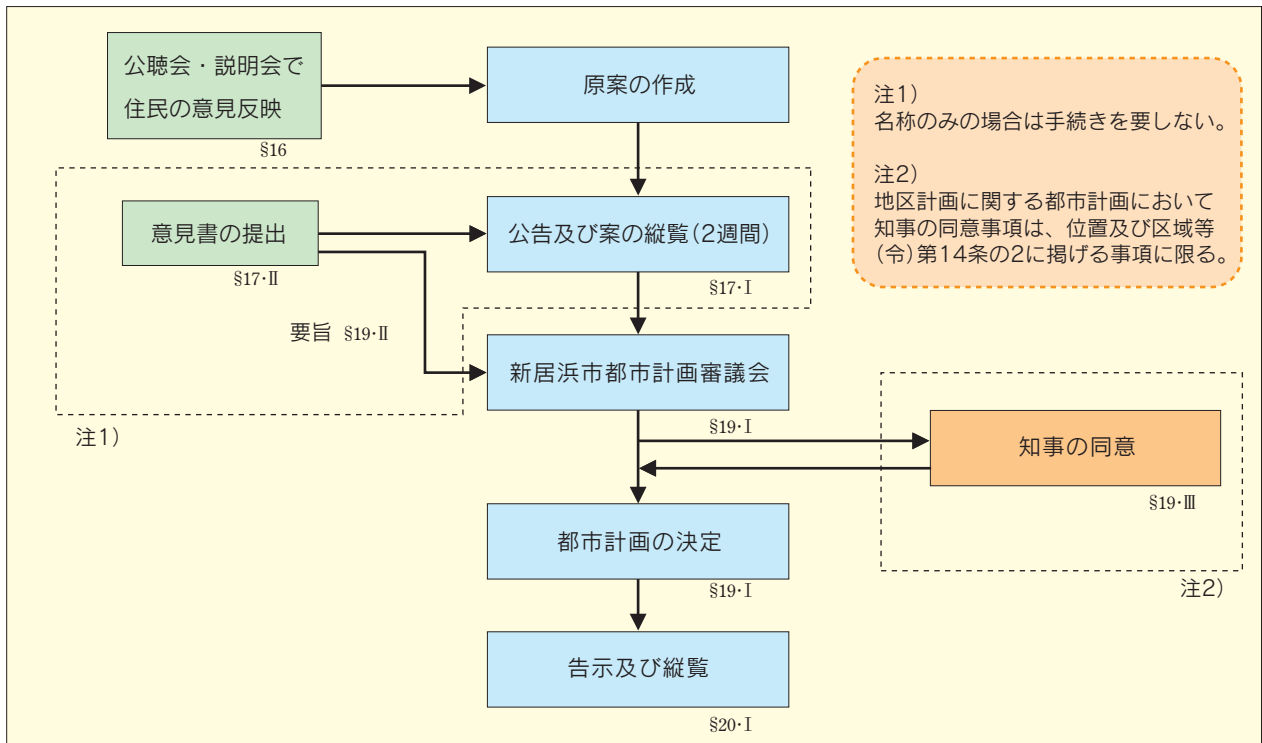 公聴会・説明会で
住民の意見反映
§16
原案の作成
注1)
名称のみの場合は手続きを要しない。
注2)
地区計画に関する都市計画において
知事の同意事項は、位置及び区域等
(令)第14条の2に掲げる事項に限る。
意見書の提出
§17・Ⅱ
公告及び案の縦覧(2週間)
§17・Ⅰ
要旨 §19・Ⅱ
新居浜市都市計画審議会
§19・Ⅰ
注1)
知事の同意
§19・Ⅲ
注2)
都市計画の決定
§19・Ⅰ
告示及び縦覧
§20・Ⅰ